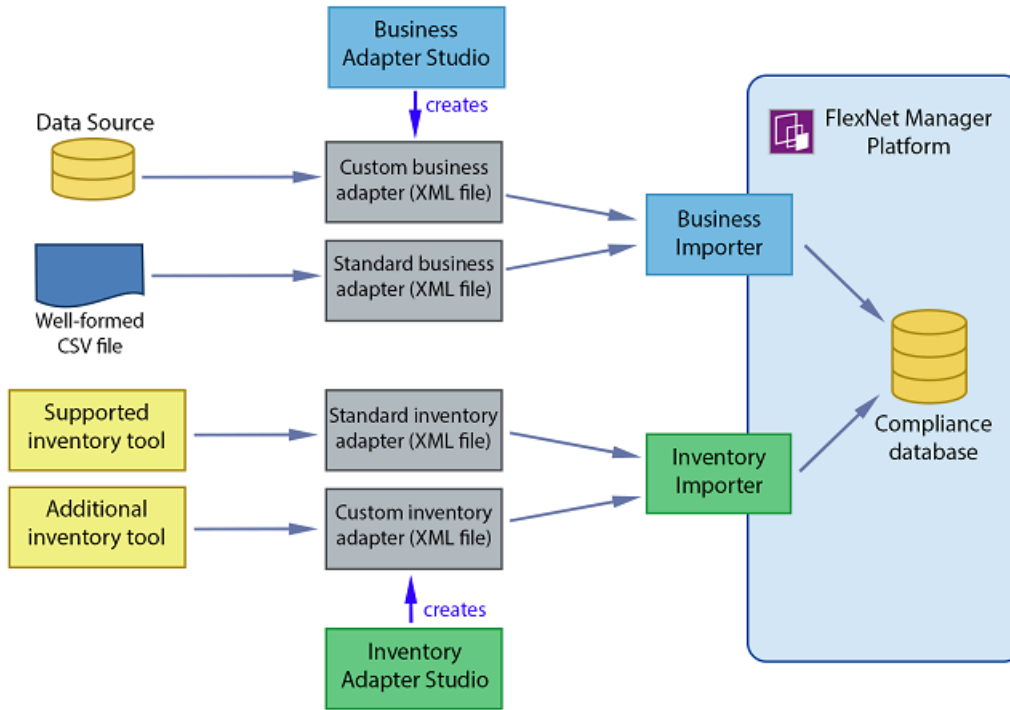 Business
Adapter Studio
creates
Data Source
Custom business
adapter (XML file)
FlexNet Manager
Platform
Business
Importer
Standard business
adapter (XML file)
Well-formed
CSV file
Compliance
database
Supported
inventory tool
Standard inventory
adapter (XML file)
Inventory
Importer
Additional
inventory tool
Custom inventory
adapter (XML file)
creates
Inventory
Adapter Studio